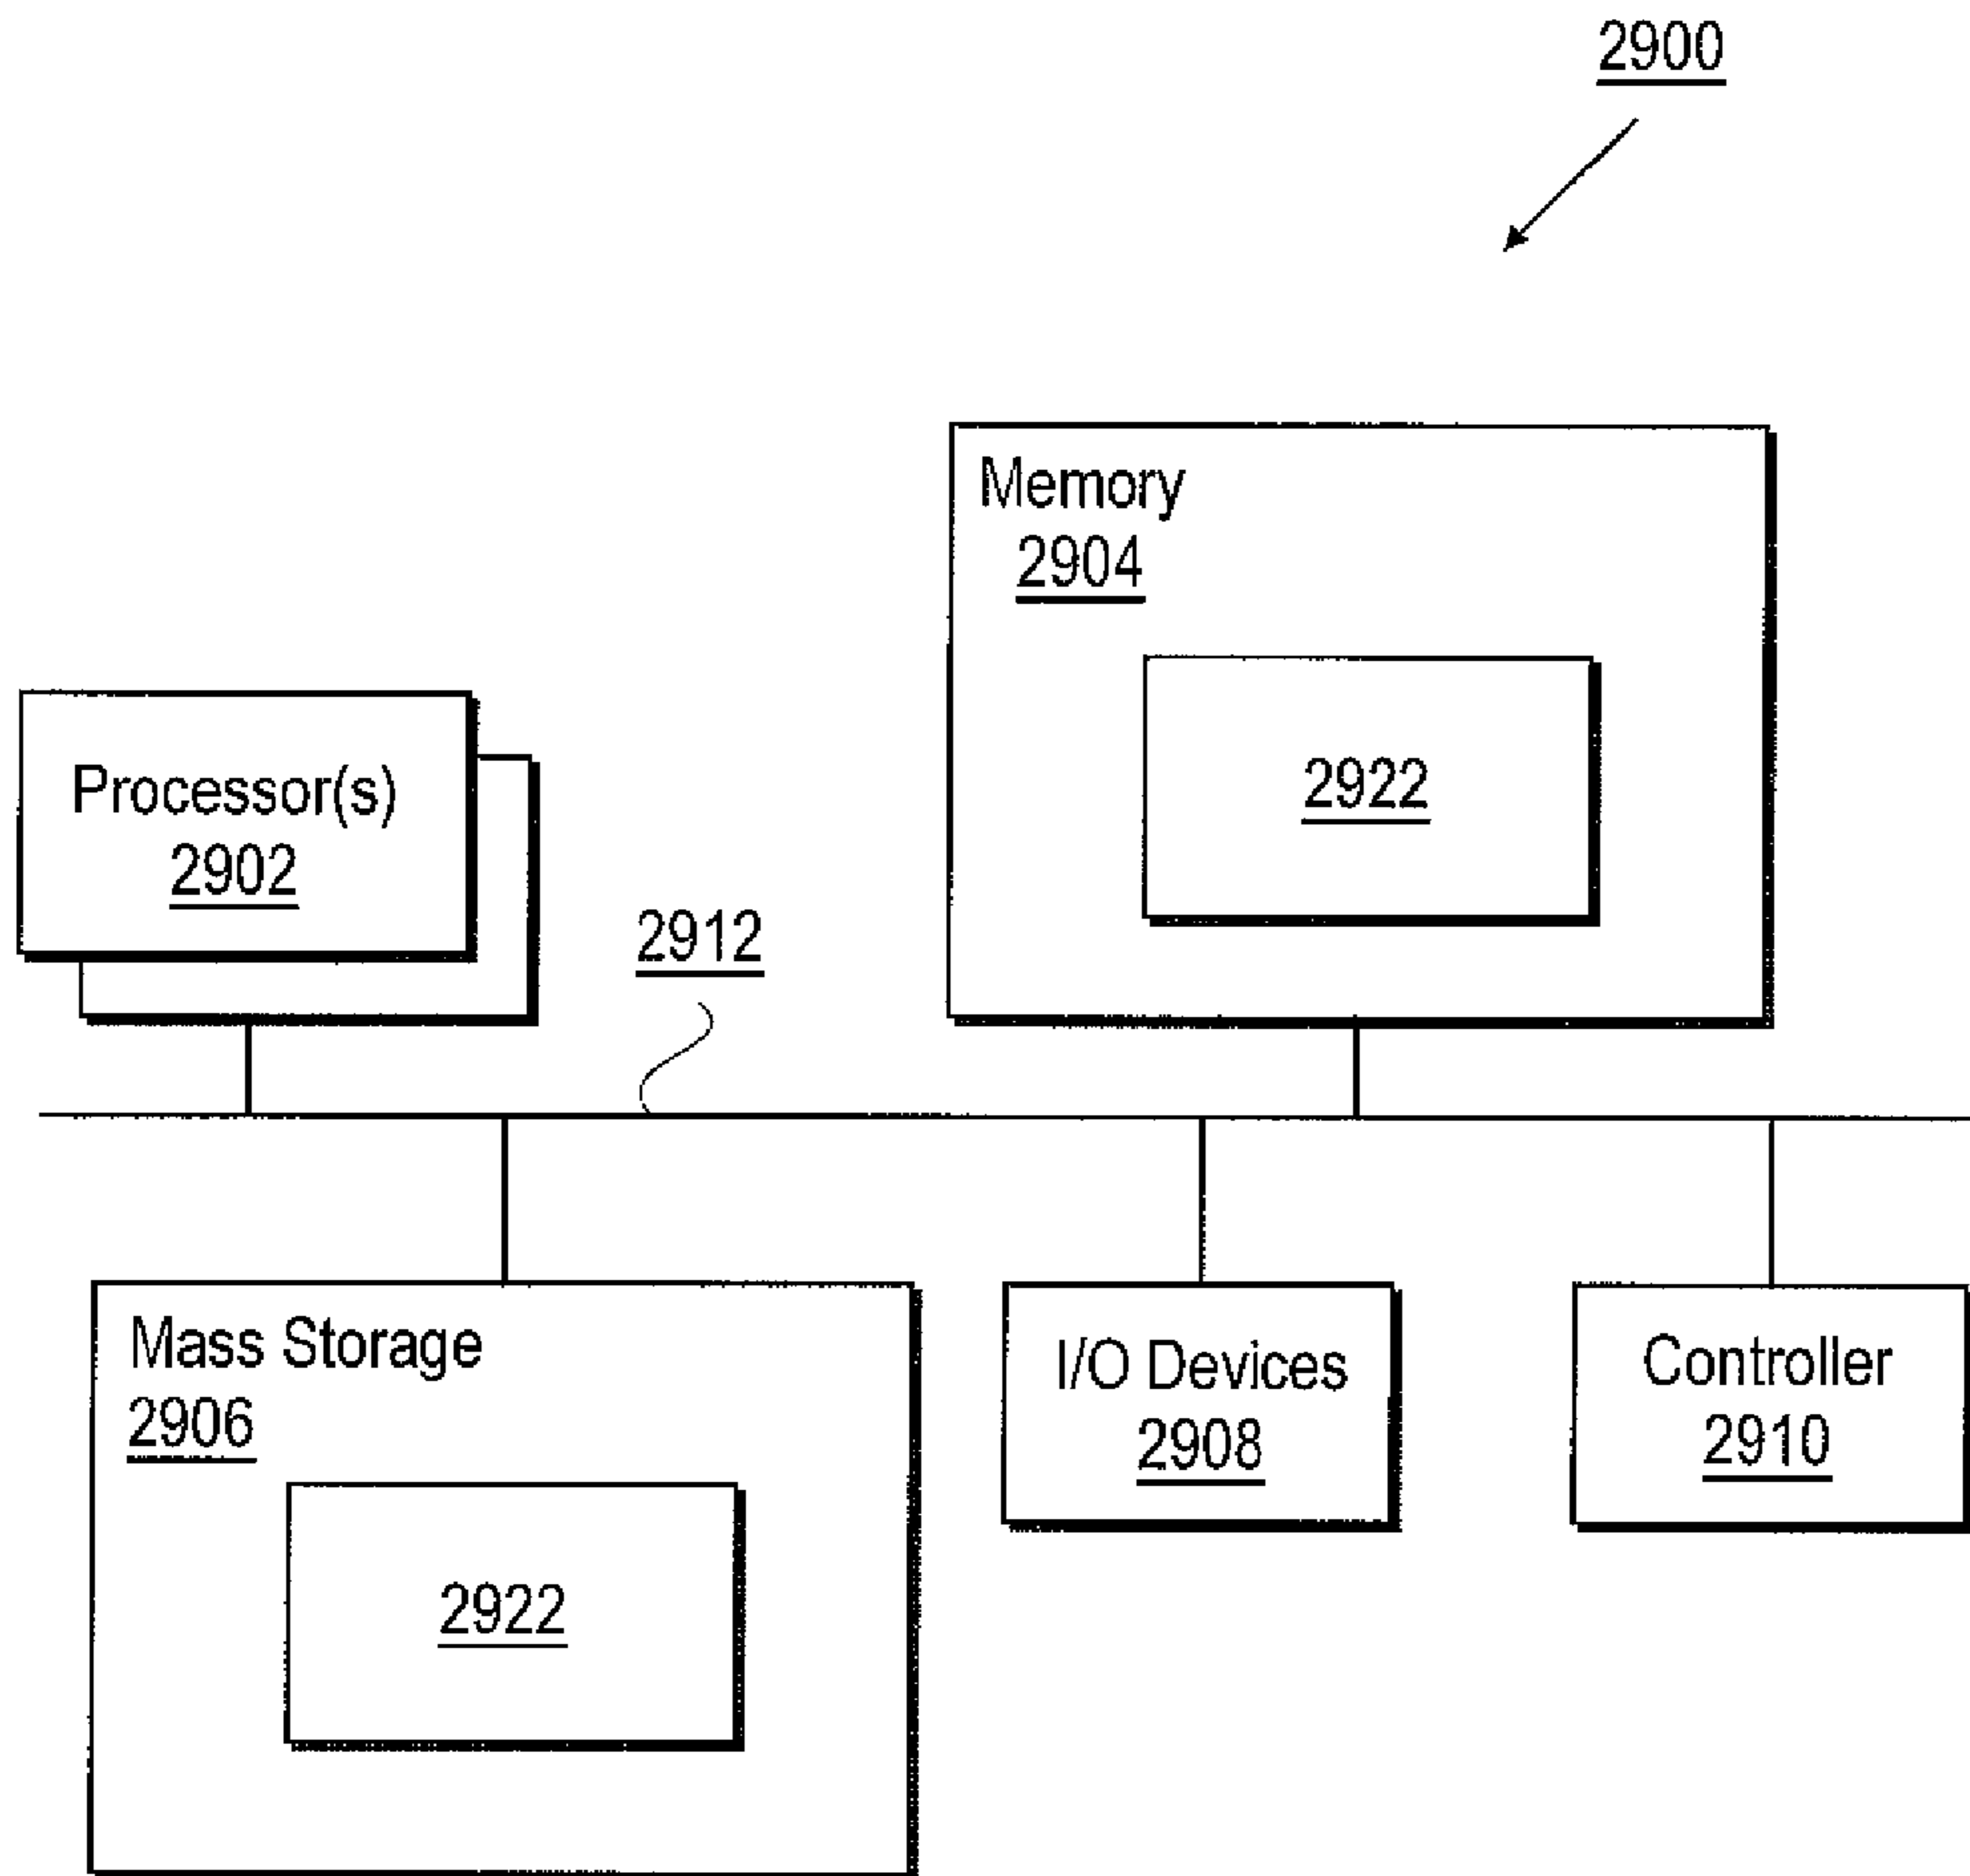 2900
Memory
2904
2922
Processor(s)
2902
2912
Mass Storage
2906
2922
I/O Devices
2908
Controller
2910